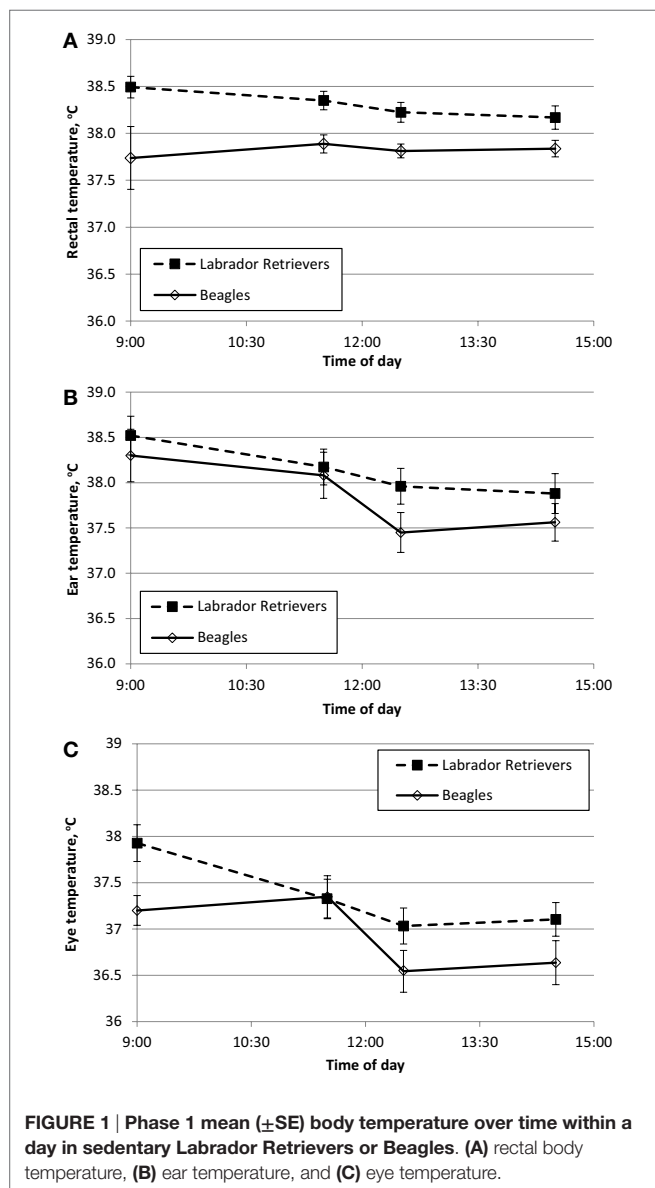 A
39.0
38.5
38.0
37.5
37.0
36.5
36.0
Rectal temperature, °C
Labrador Retrievers
Beagles
9:00 10:30 12:00 13:30 15:00
Time of day
B
39.0
38.5
38.0
37.5
37.0
36.5
36.0
Ear temperature, °C
Labrador Retrievers
Beagles
9:00 10:30 12:00 13:30 15:00
Time of day
C
39
38.5
38
37.5
37
36.5
36
Eye temperature, °C
Labrador Retrievers
Beagles
9:00 10:30 12:00 13:30 15:00
Time of day
FIGURE 1 | Phase 1 mean (±SE) body temperature over time within a
day in sedentary Labrador Retrievers or Beagles. (A) rectal body
temperature, (B) ear temperature, and (C) eye temperature.